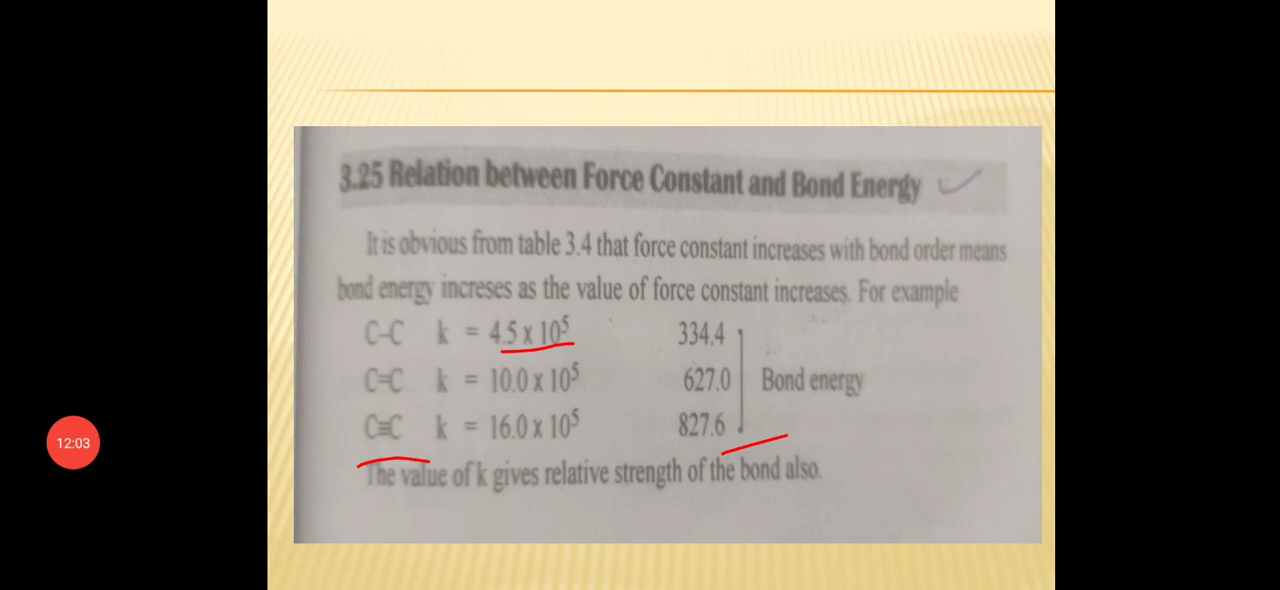 3.25 Relation between Force Constant and Bond Energy
It is obvious from table 3.4 that force constant increases with bond order means
bond energy increses as the value of force constant increases. For example
C–C k = 4.5 x 10⁵ 334.4
C=C k = 10.0 x 10⁵ 627.0 Bond energy
C≡C k = 16.0 x 10⁵ 827.6
The value of k gives relative strength of the bond also.
12:03